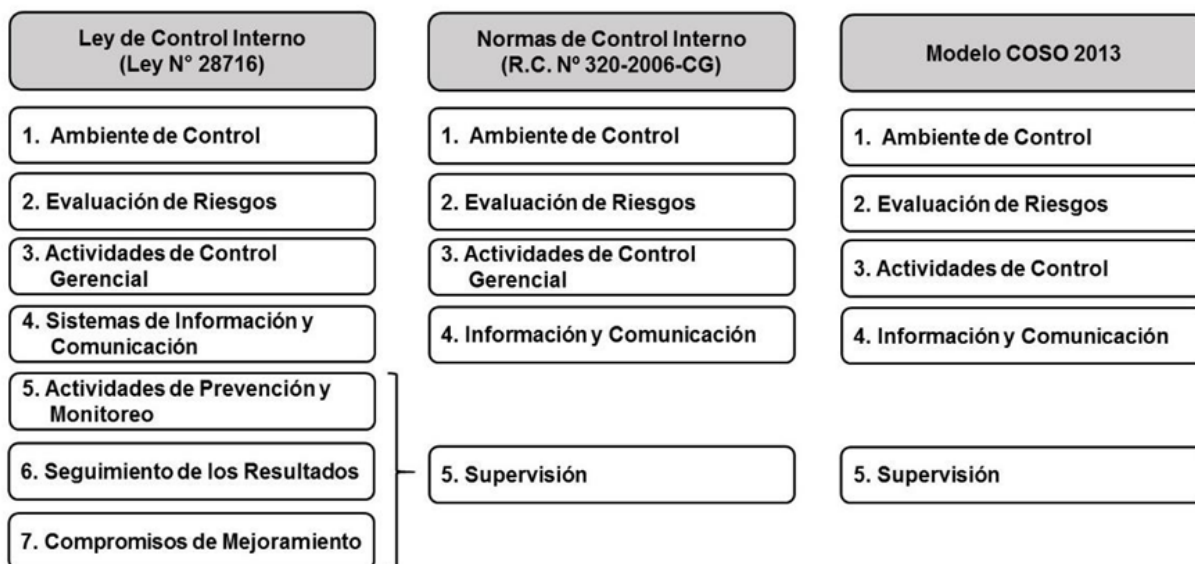 Ley de Control Interno
(Ley N° 28716)
1. Ambiente de Control
2. Evaluación de Riesgos
3. Actividades de Control
Gerencial
4. Sistemas de Información y
Comunicación
5. Actividades de Prevención y
Monitoreo
6. Seguimiento de los Resultados
7. Compromisos de Mejoramiento
Normas de Control Interno
(R.C. Nº 320-2006-CG)
1. Ambiente de Control
2. Evaluación de Riesgos
3. Actividades de Control
Gerencial
4. Información y Comunicación
5. Supervisión
Modelo COSO 2013
1. Ambiente de Control
2. Evaluación de Riesgos
3. Actividades de Control
4. Información y Comunicación
5. Supervisión